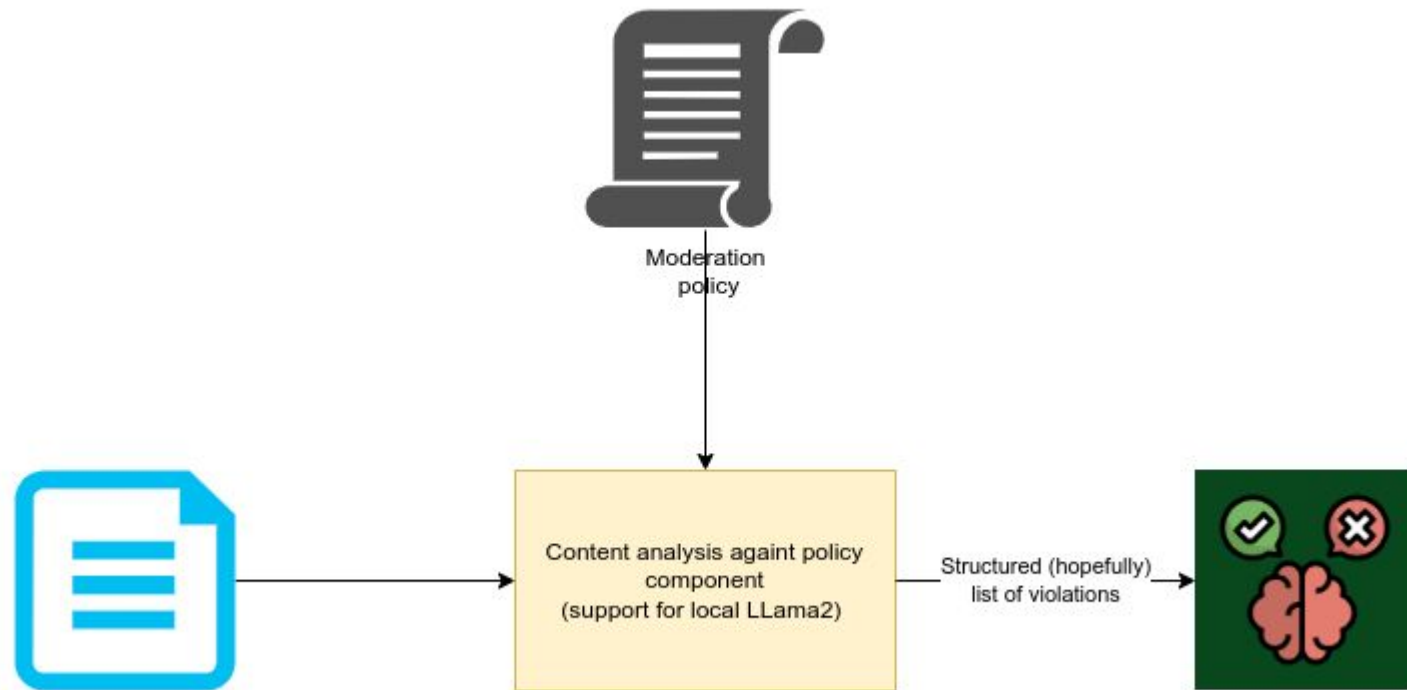 Moderation
policy
Content analysis againt policy
component
(support for local LLama2)
Structured (hopefully)
list of violations